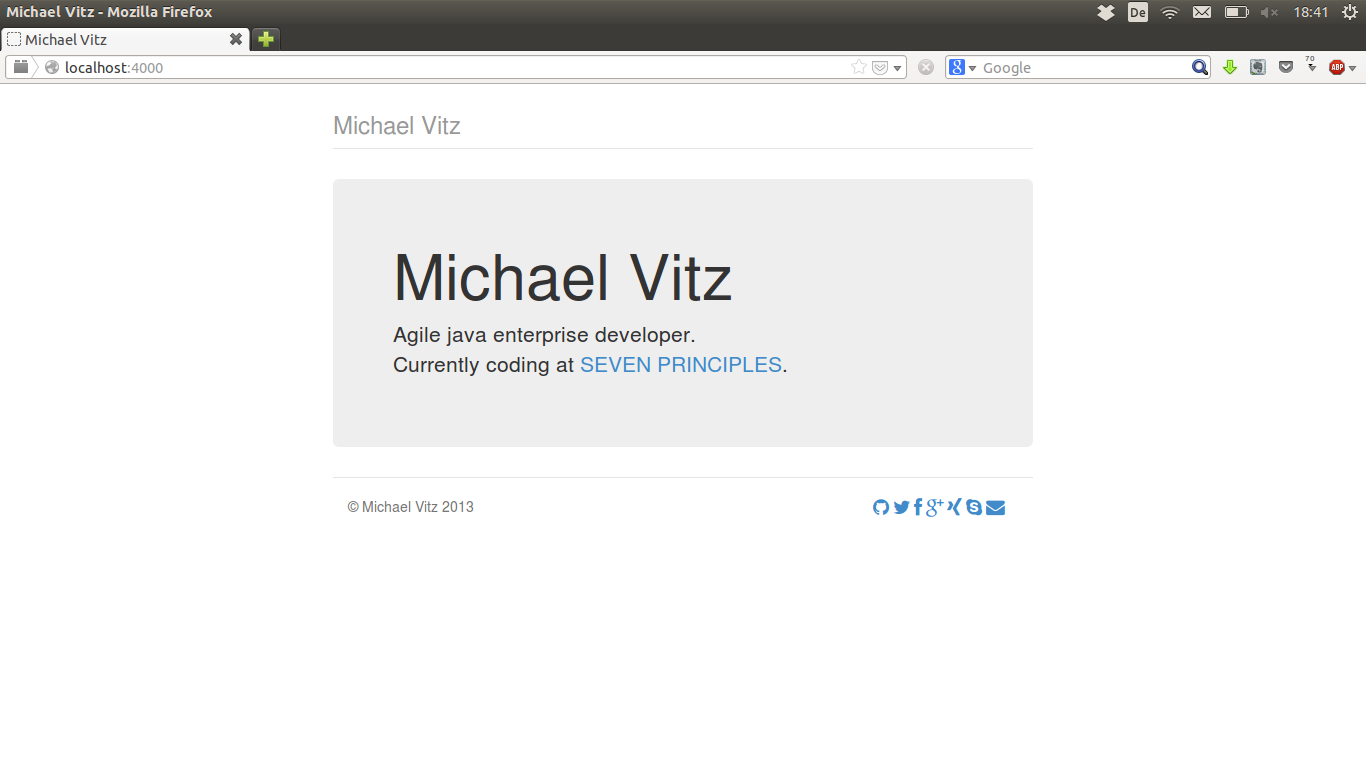 Michael Vitz - Mozilla Firefox
De
18:41
Michael Vitz
localhost:4000
Google
70
ABP
Michael Vitz
Michael Vitz
Agile java enterprise developer.
Currently coding at SEVEN PRINCIPLES.
© Michael Vitz 2013